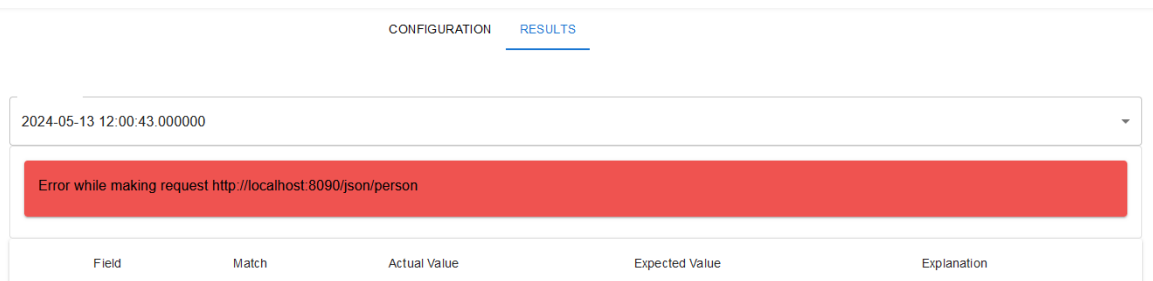 CONFIGURATION RESULTS
2024-05-13 12:00:43.000000
Error while making request http://localhost:8090/json/person
Field Match Actual Value Expected Value Explanation